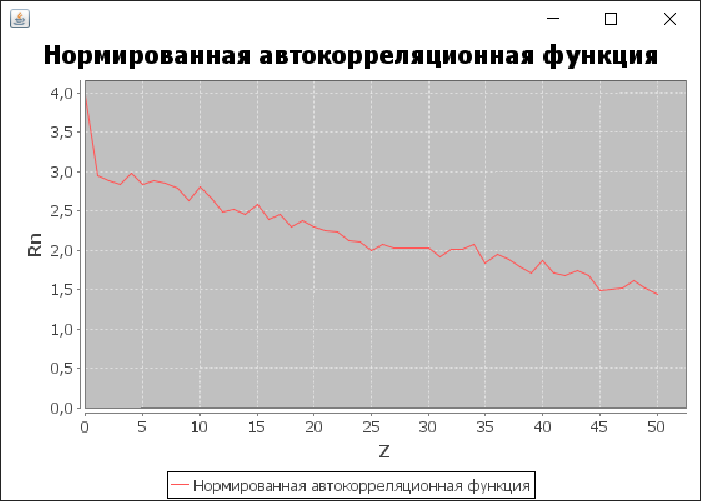 Нормированная автокорреляционная функция
4,0
3,5
3,0
2,5
2,0
1,5
1,0
0,5
0,0
Rn
0 5 10 15 20 25 30 35 40 45 50
Z
Нормированная автокорреляционная функция